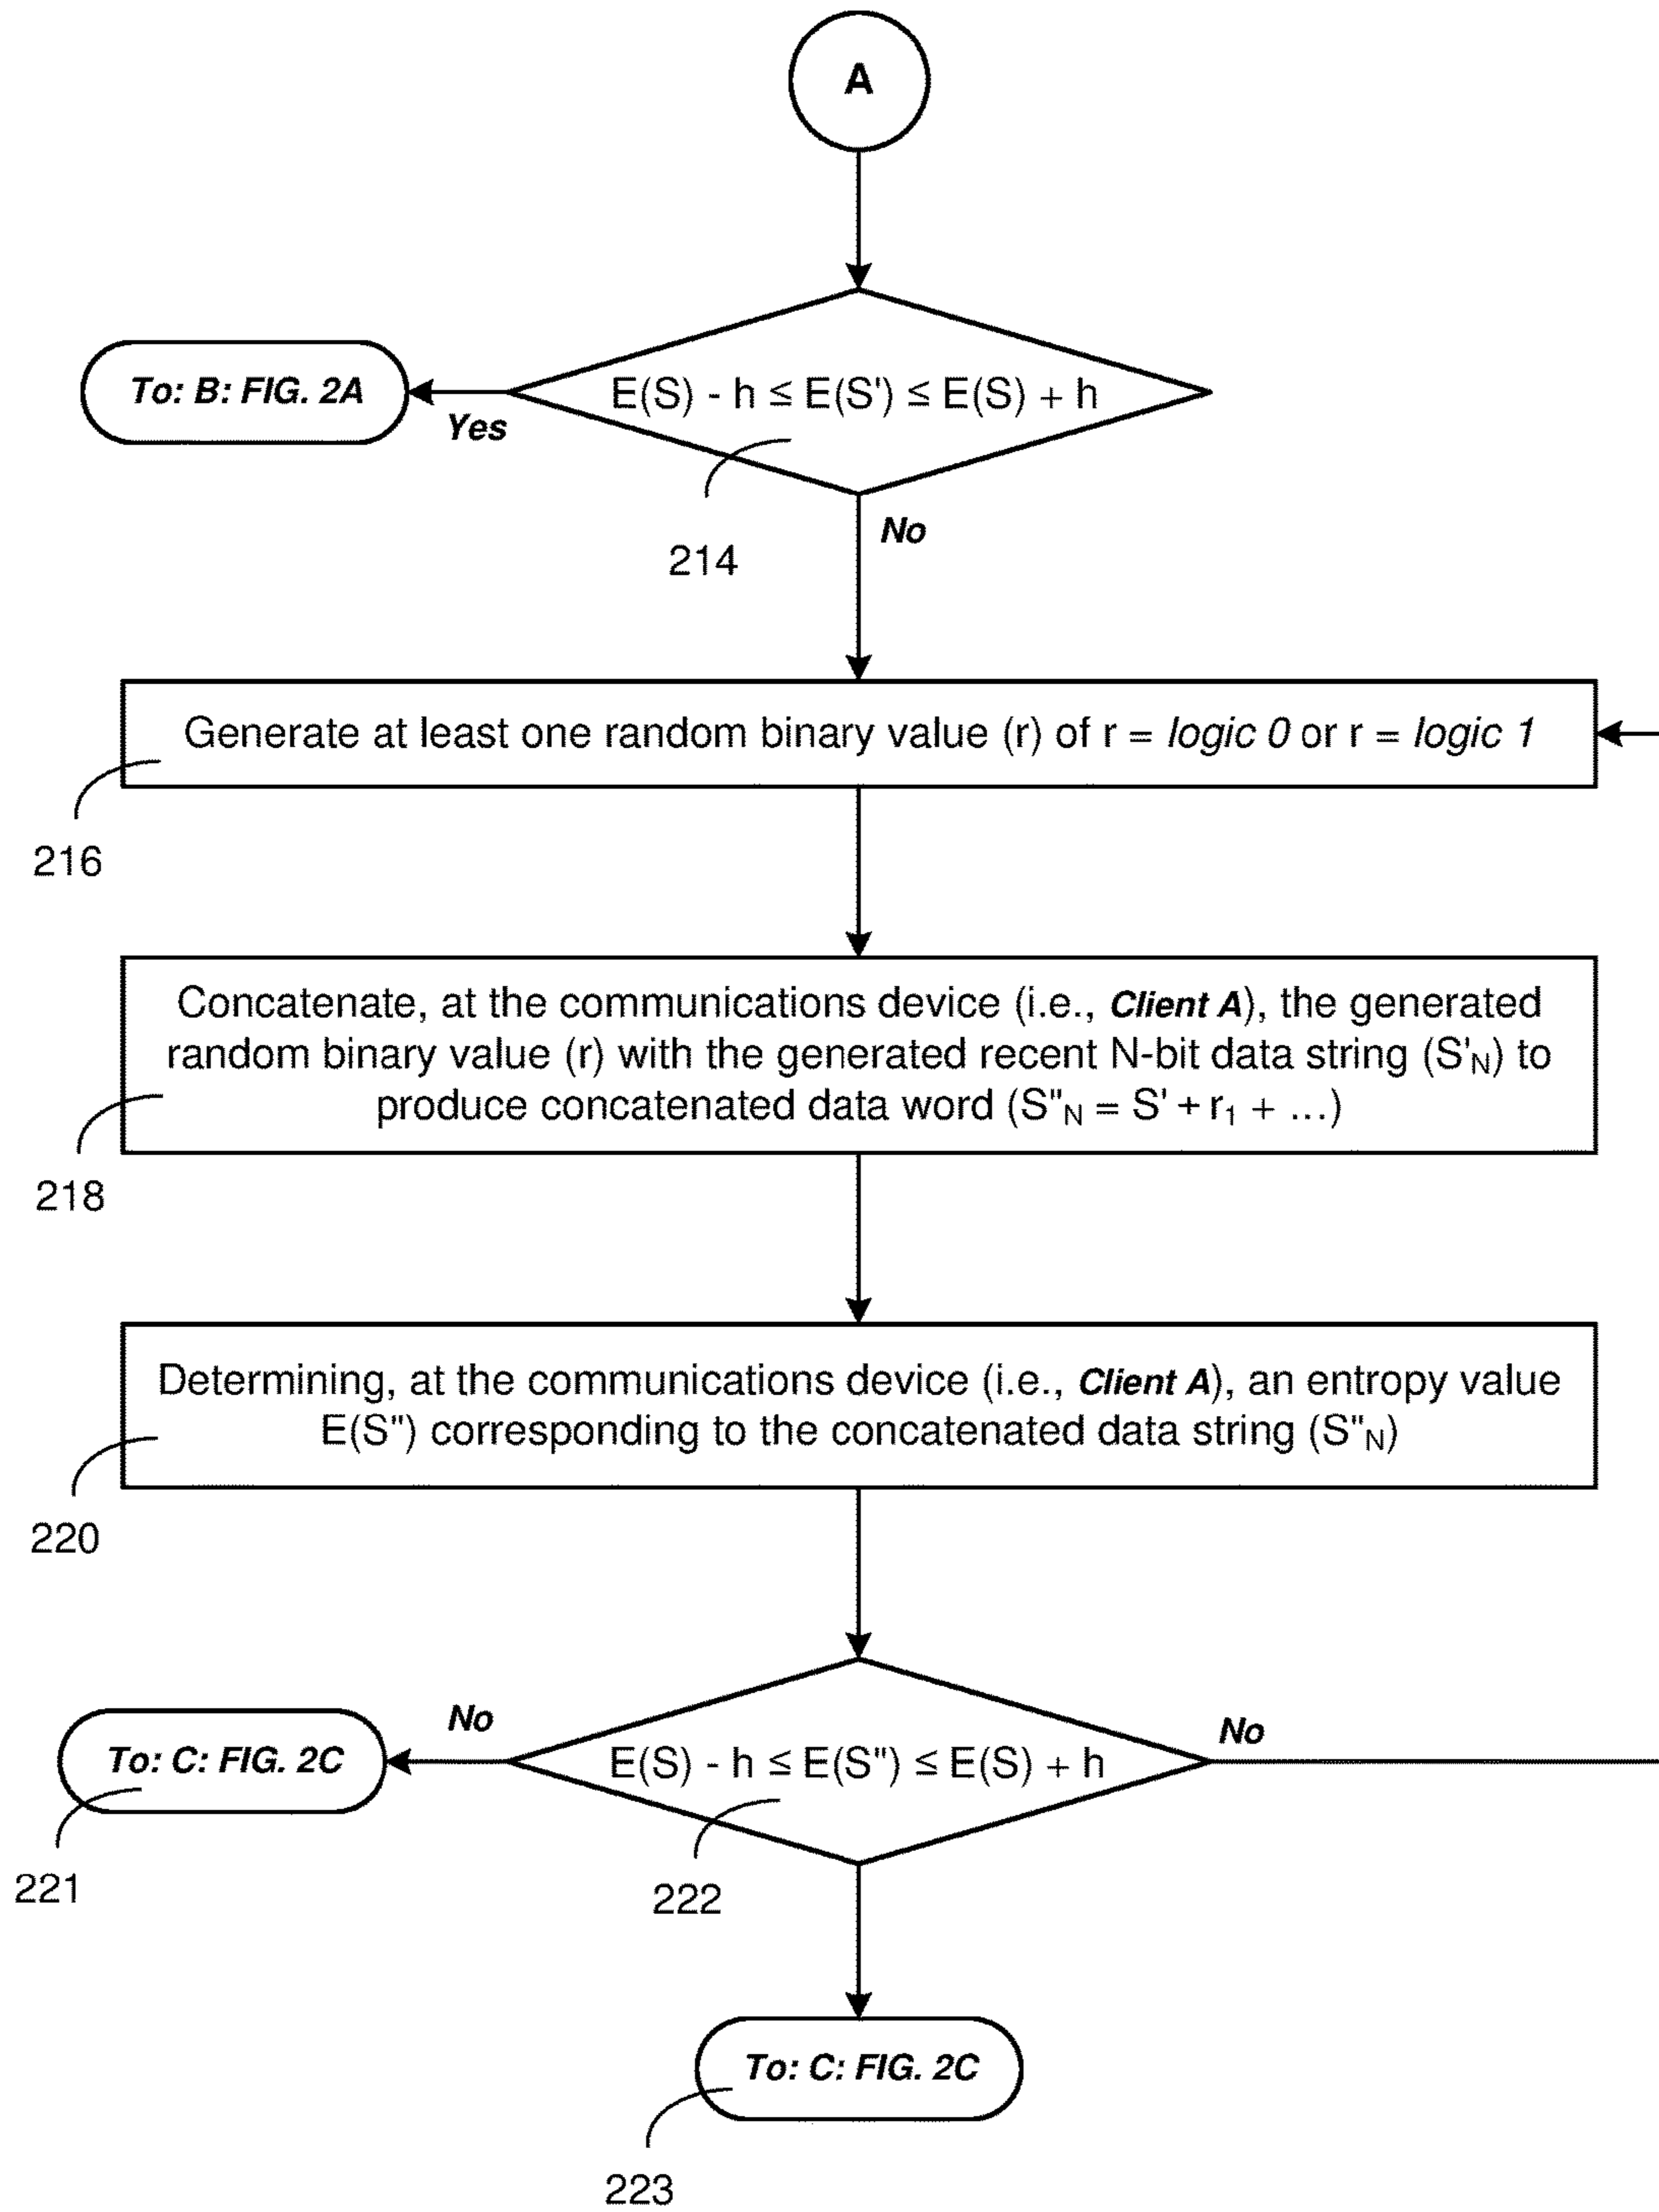 A
E(S) - h ≤ E(S') ≤ E(S) + h
To: B: FIG. 2A
Yes
No
214
Generate at least one random binary value (r) of r = logic 0 or r = logic 1
216
Concatenate, at the communications device (i.e., Client A), the generated
random binary value (r) with the generated recent N-bit data string (S'N) to
produce concatenated data word (S"N = S' + r1 + ...)
218
Determining, at the communications device (i.e., Client A), an entropy value
E(S") corresponding to the concatenated data string (S"N)
220
No
No
To: C: FIG. 2C
E(S) - h ≤ E(S") ≤ E(S) + h
221
222
To: C: FIG. 2C
223